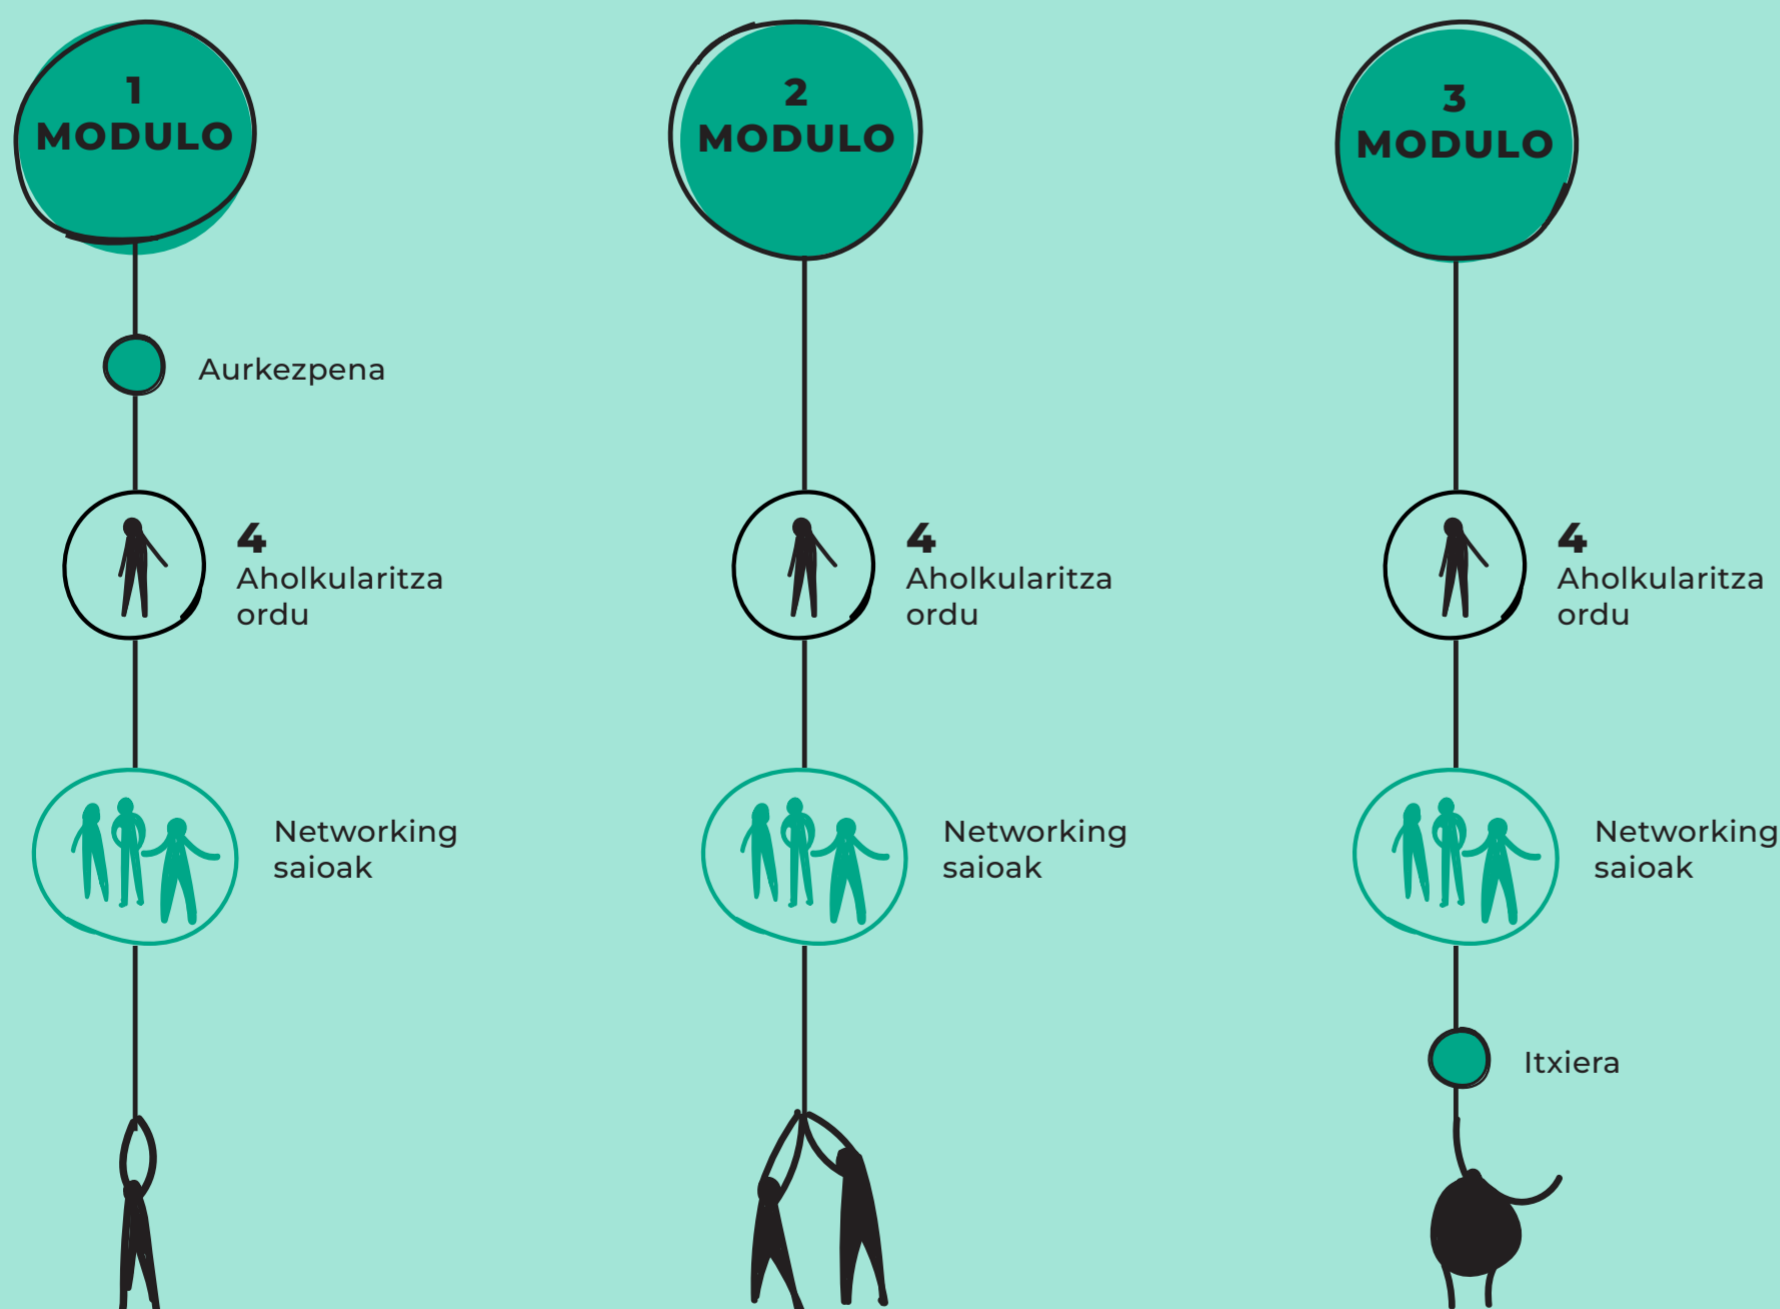 1
MODULO
Aurkezpena
4
Aholkularitza
ordu
Networking
saioak
2
MODULO
4
Aholkularitza
ordu
Networking
saioak
3
MODULO
4
Aholkularitza
ordu
Networking
saioak
Itxiera